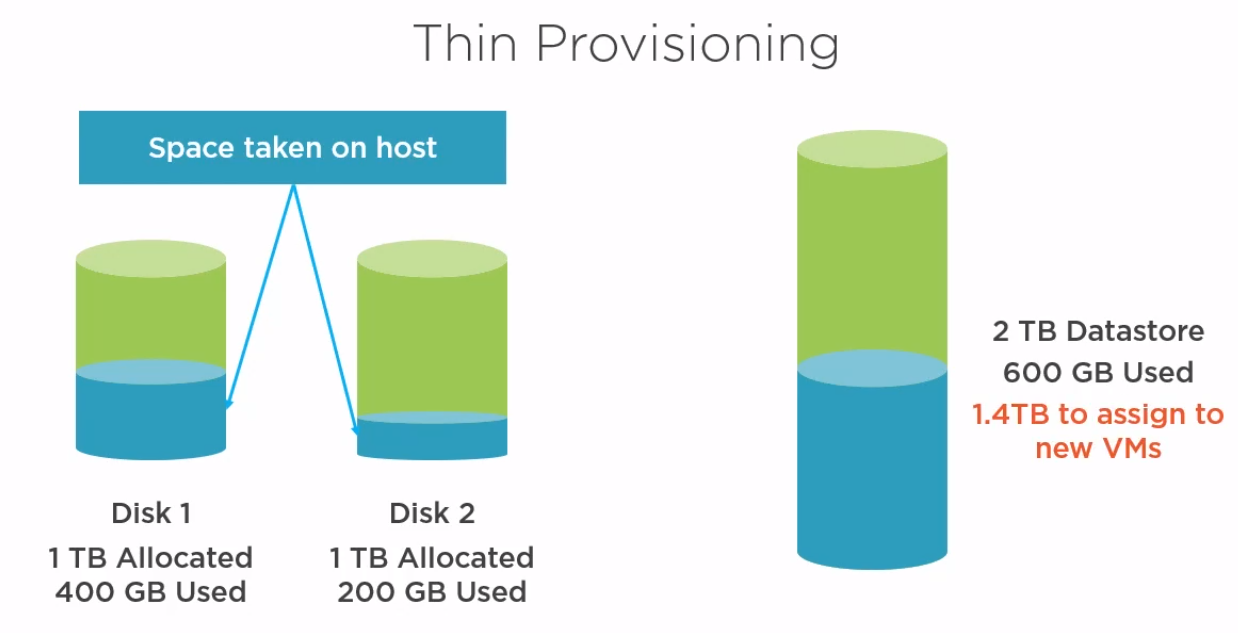 Thin Provisioning
Space taken on host
Disk 1
1 TB Allocated
400 GB Used
Disk 2
1 TB Allocated
200 GB Used
2 TB Datastore
600 GB Used
1.4TB to assign to
new VMs